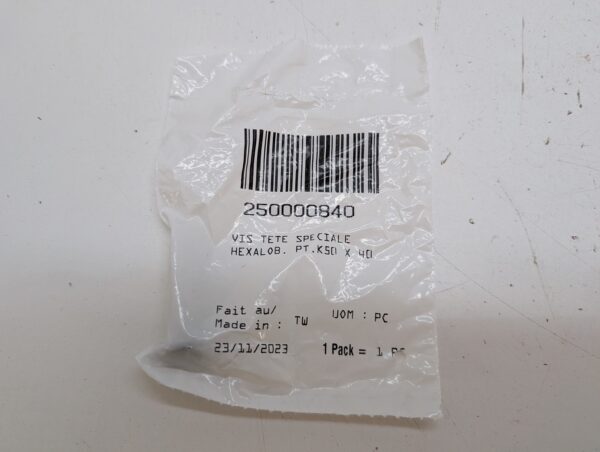 250000840
VIS TETE SPECIALE
HEXALOB. PT.K50 X 40
Fait au/
Made in : TW UOM : PC
23/11/2023 1 Pack = 1 PC